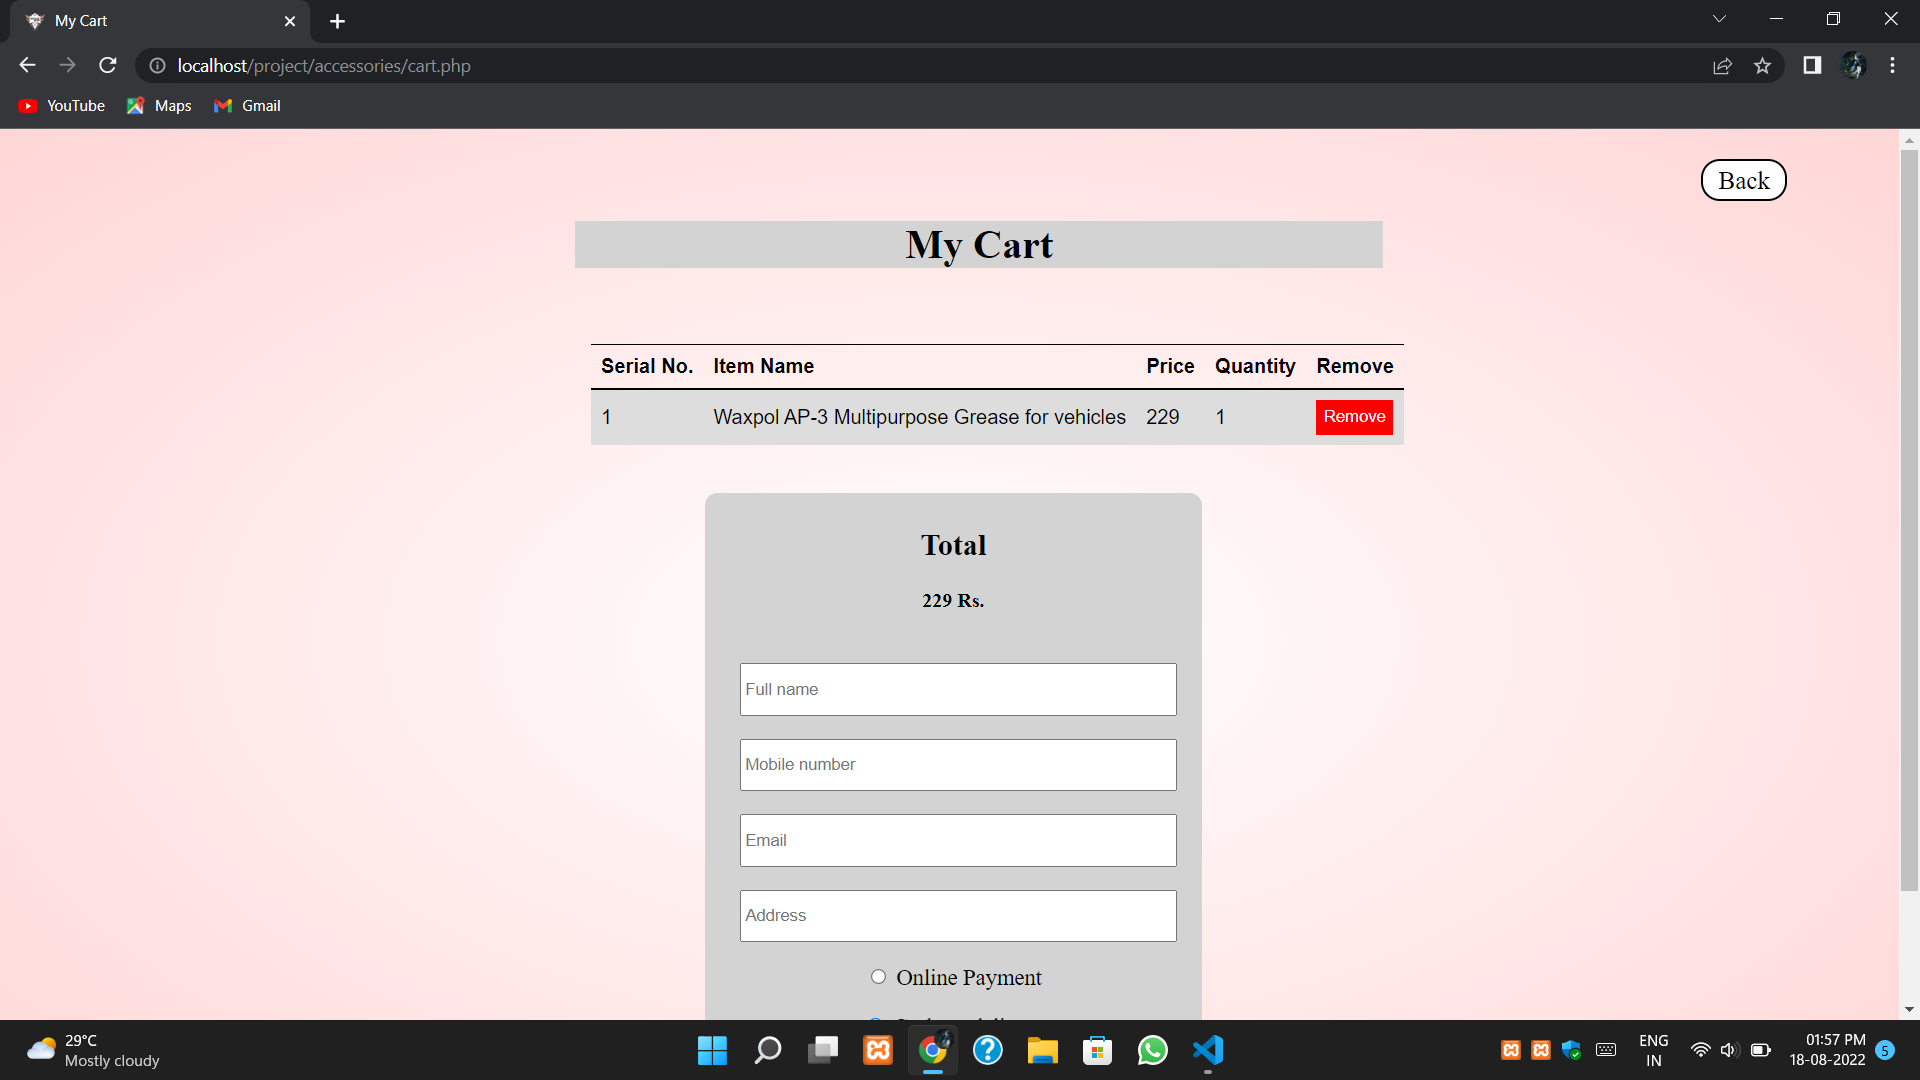 My Cart
localhost/project/accessories/cart.php
YouTube Maps Gmail
Back
My Cart
Serial No. Item Name Price Quantity Remove
1 Waxpol AP-3 Multipurpose Grease for vehicles 229 1 Remove
Total
229 Rs.
Full name
Mobile number
Email
Address
Online Payment
29°C
Mostly cloudy
ENG
IN
01:57 PM
18-08-2022
5